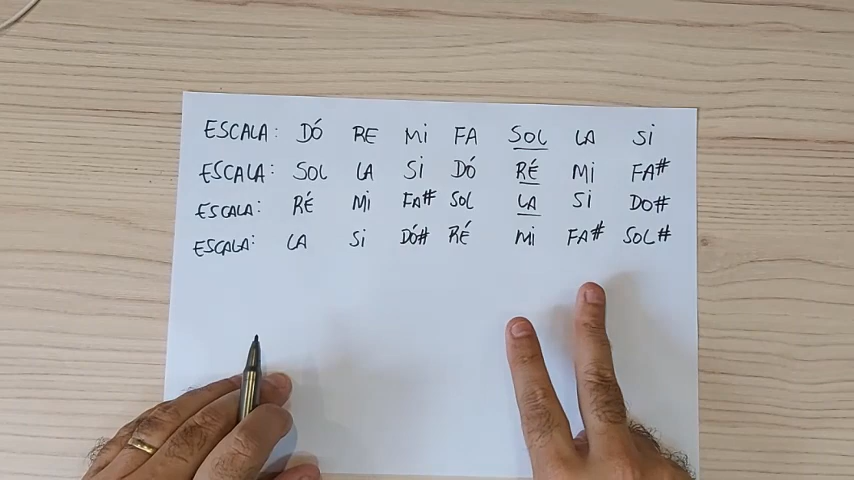 ESCALA: DÓ RE Mi FA SOL LA Si
ESCALA: SOL LA Si DÓ RÉ Mi FA#
ESCALA: RÉ Mi FA# SOL LA Si DO#
ESCALA: LA Si DÓ# RÉ Mi FA# SOL#